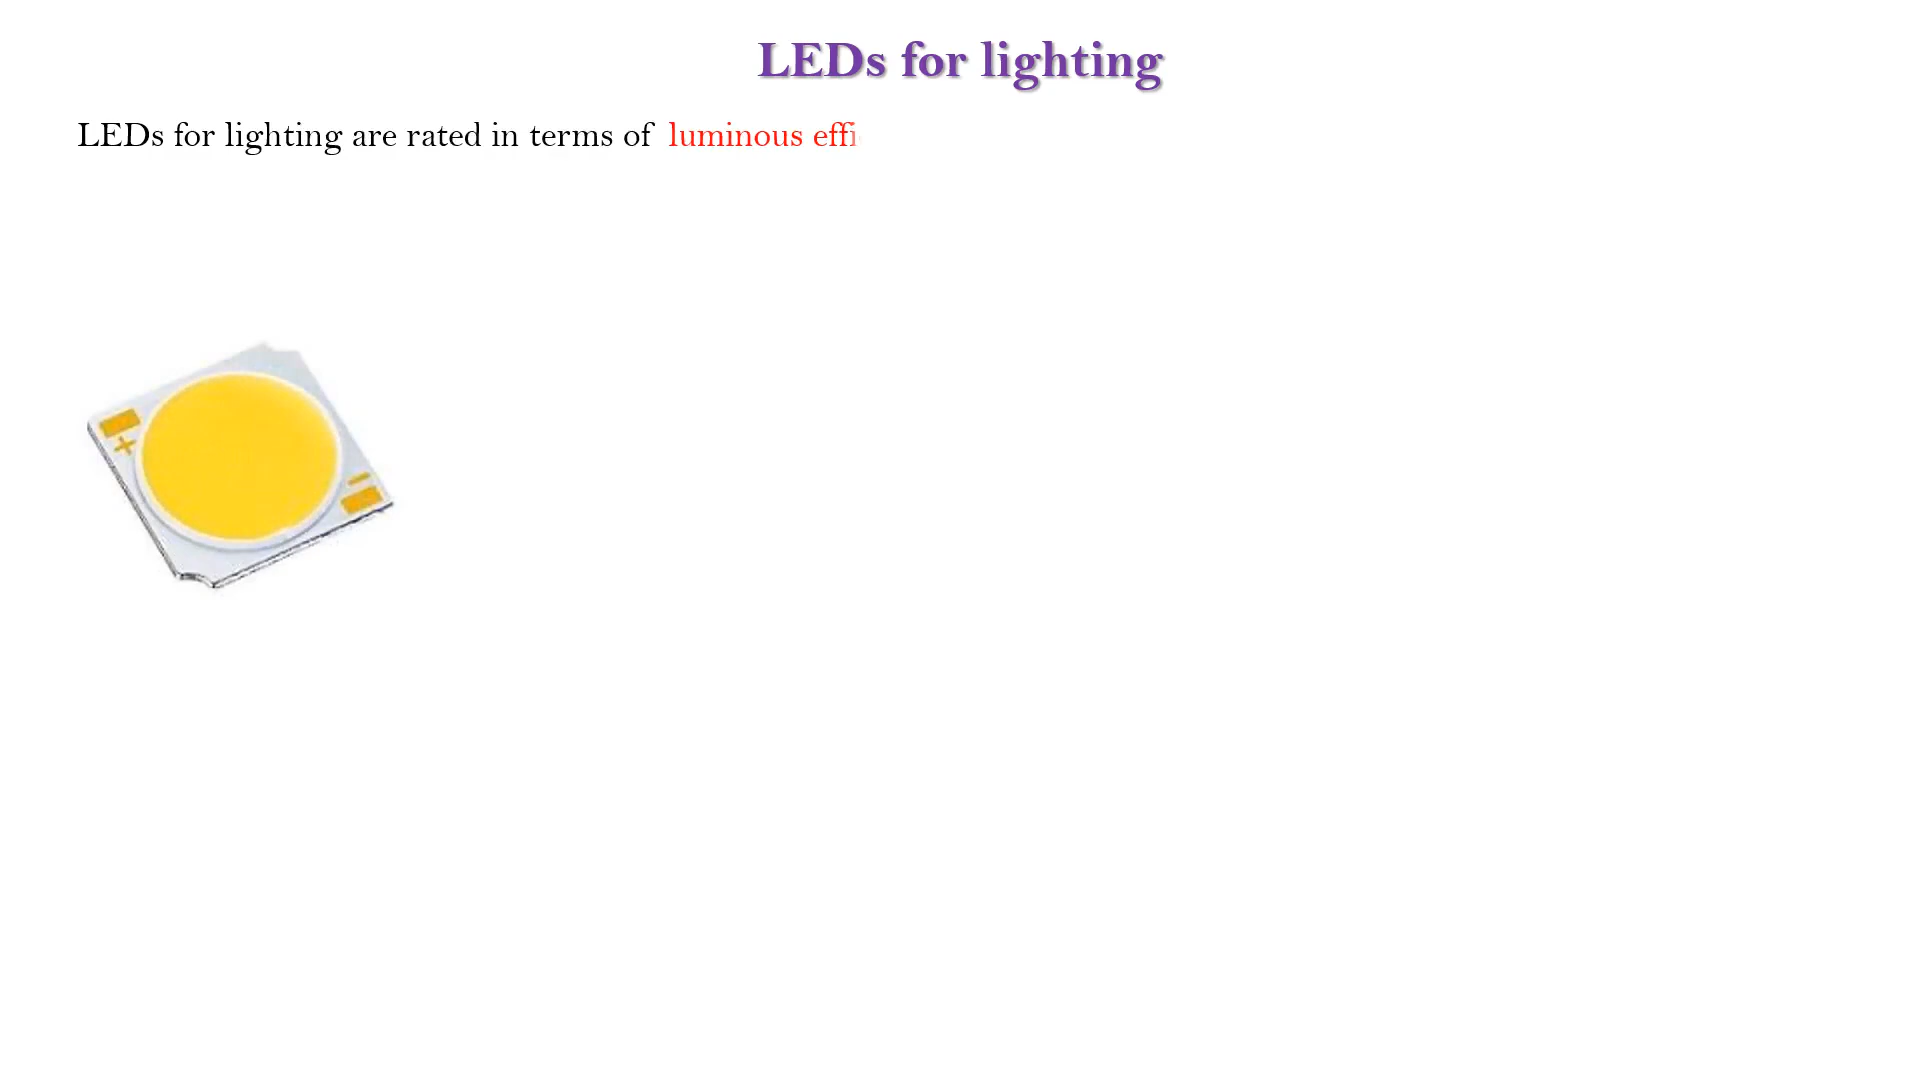 LEDs for lighting
LEDs for lighting are rated in terms of luminous effi
+
−